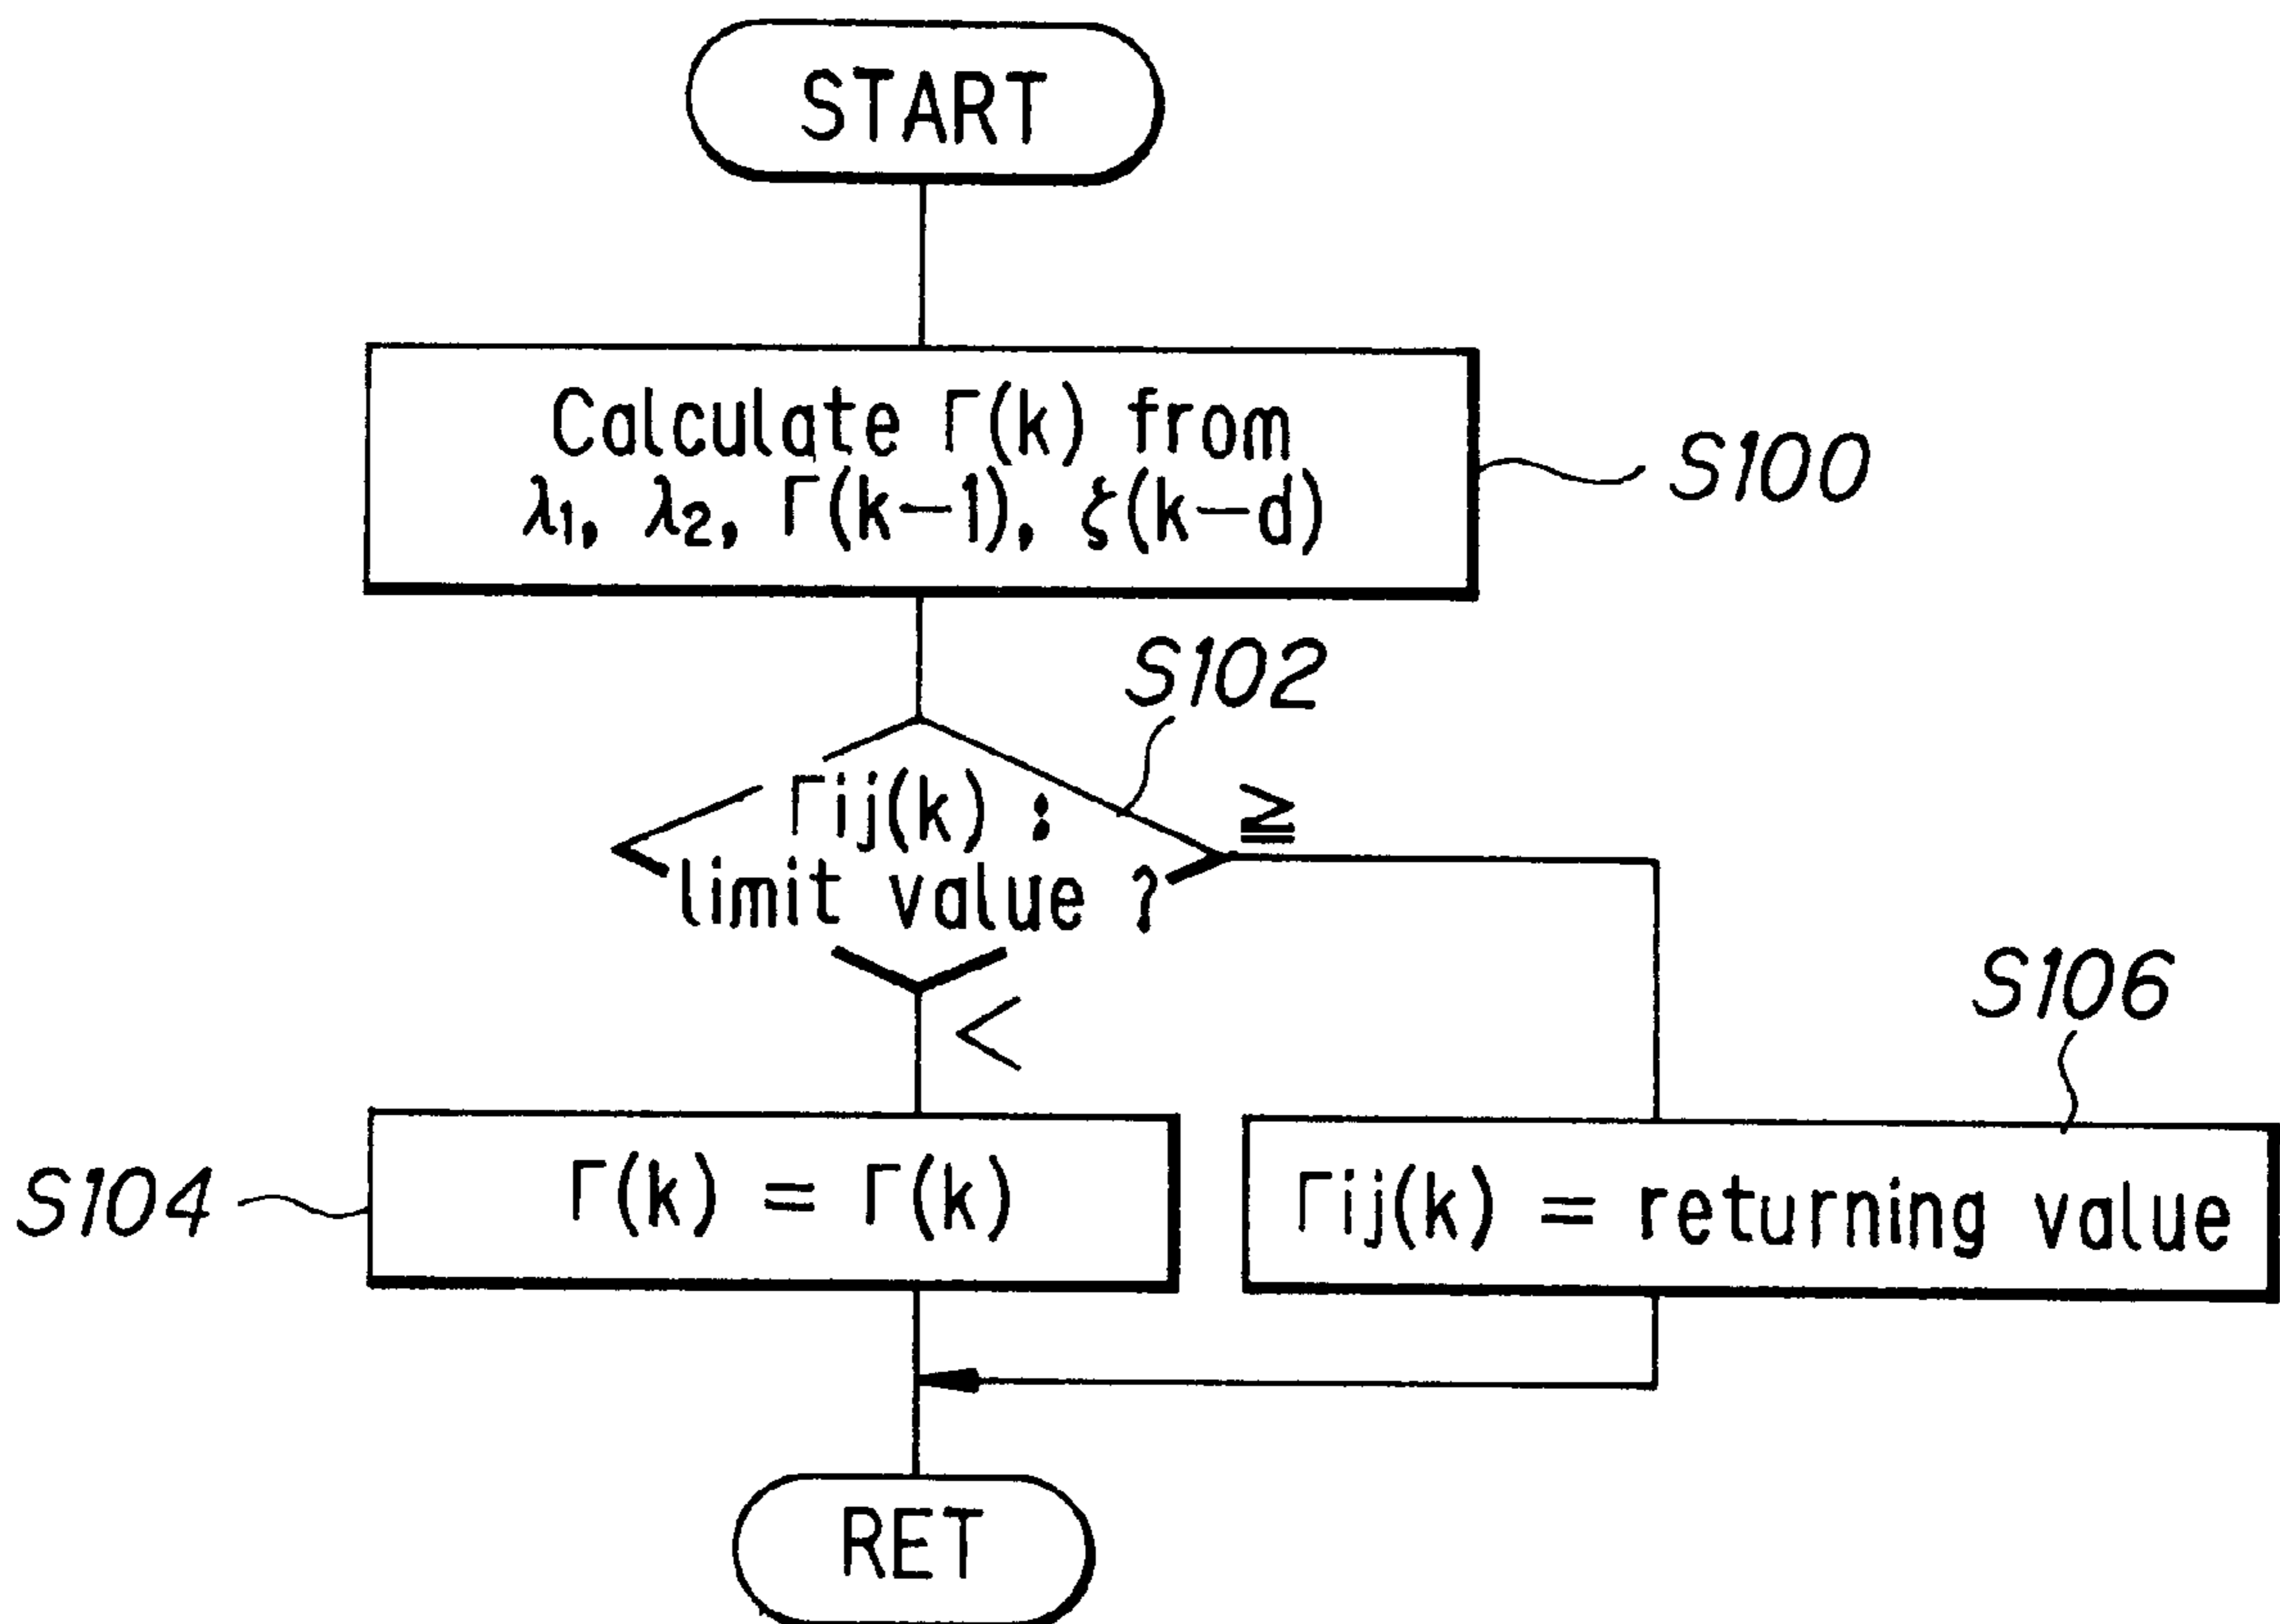 START
Calculate Γ(k) from
λ1, λ2, Γ(k−1), ζ(k−d)
S100
S102
Γij(k) :
limit value ?
≧
<
S106
S104
Γ(k) = Γ(k)
Γij(k) = returning value
RET